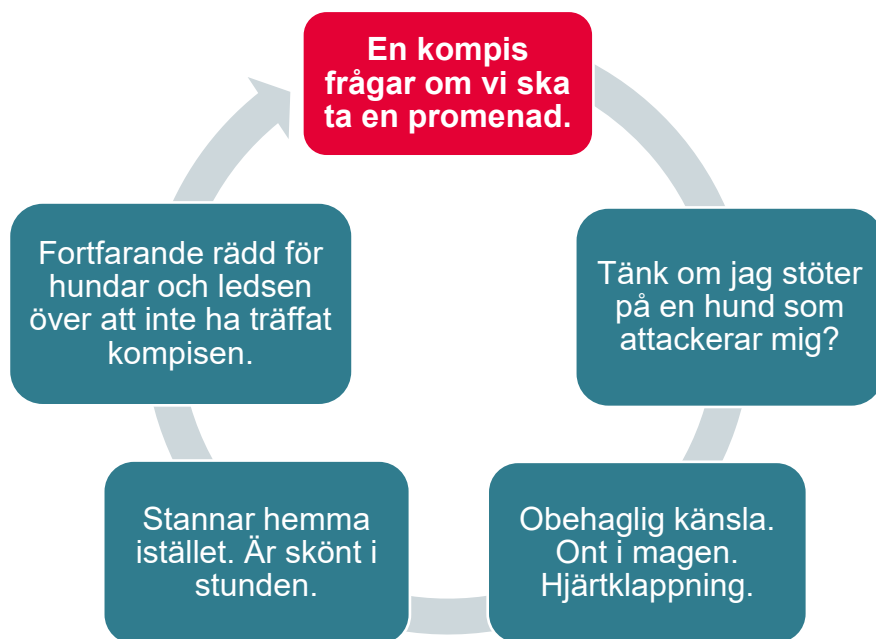 En kompis
frågar om vi ska
ta en promenad.
Tänk om jag stöter
på en hund som
attackerar mig?
Obehaglig känsla.
Ont i magen.
Hjärtklappning.
Stannar hemma
istället. Är skönt i
stunden.
Fortfarande rädd för
hundar och ledsen
över att inte ha träffat
kompisen.